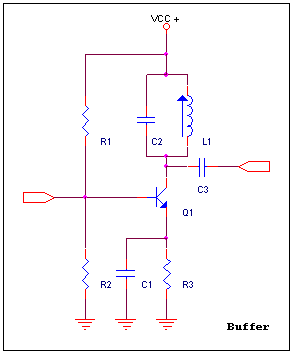 VCC +
R1
C2
L1
C3
Q1
R2
C1
R3
Buffer